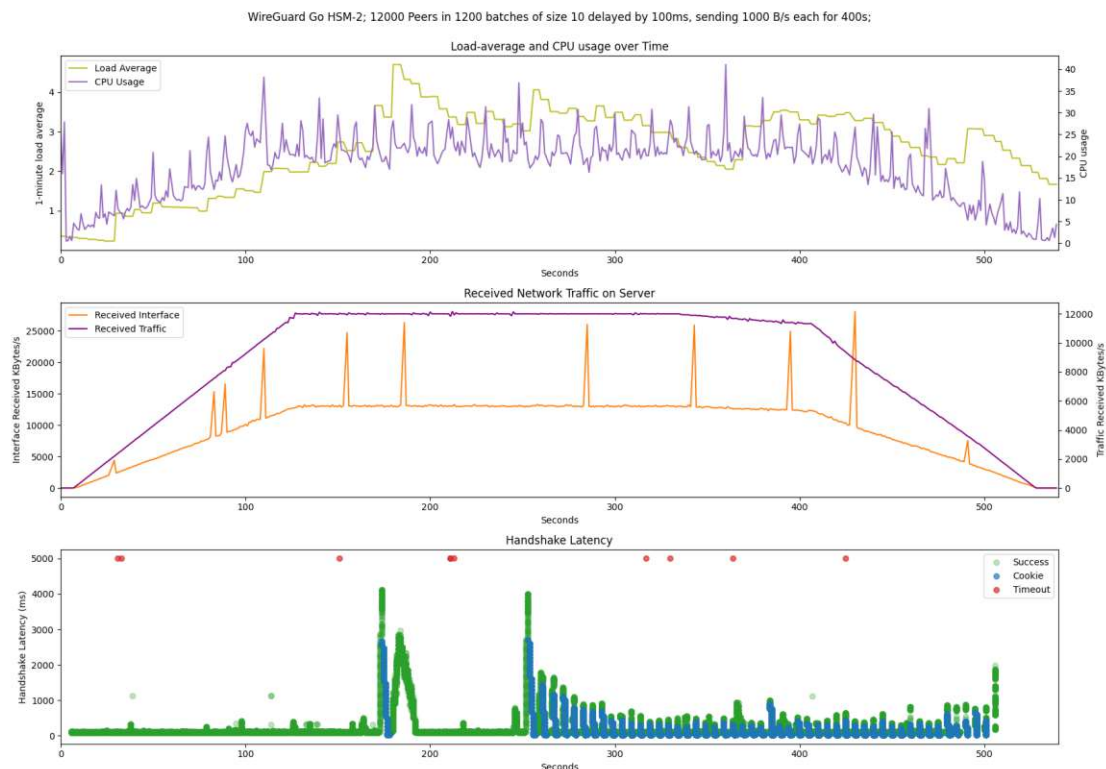 WireGuard Go HSM-2; 12000 Peers in 1200 batches of size 10 delayed by 100ms, sending 1000 B/s each for 400s;
Load-average and CPU usage over Time
Load Average
CPU Usage
1-minute load average
4
3
2
1
CPU usage
40
35
30
25
20
15
10
5
0
0 100 200 300 400 500
Seconds
Received Network Traffic on Server
Received Interface
Received Traffic
Interface Received KBytes/s
25000
20000
15000
10000
5000
0
Traffic Received KBytes/s
12000
10000
8000
6000
4000
2000
0
0 100 200 300 400 500
Seconds
Handshake Latency
Success
Cookie
Timeout
Handshake Latency (ms)
5000
4000
3000
2000
1000
0
0 100 200 300 400 500
Seconds